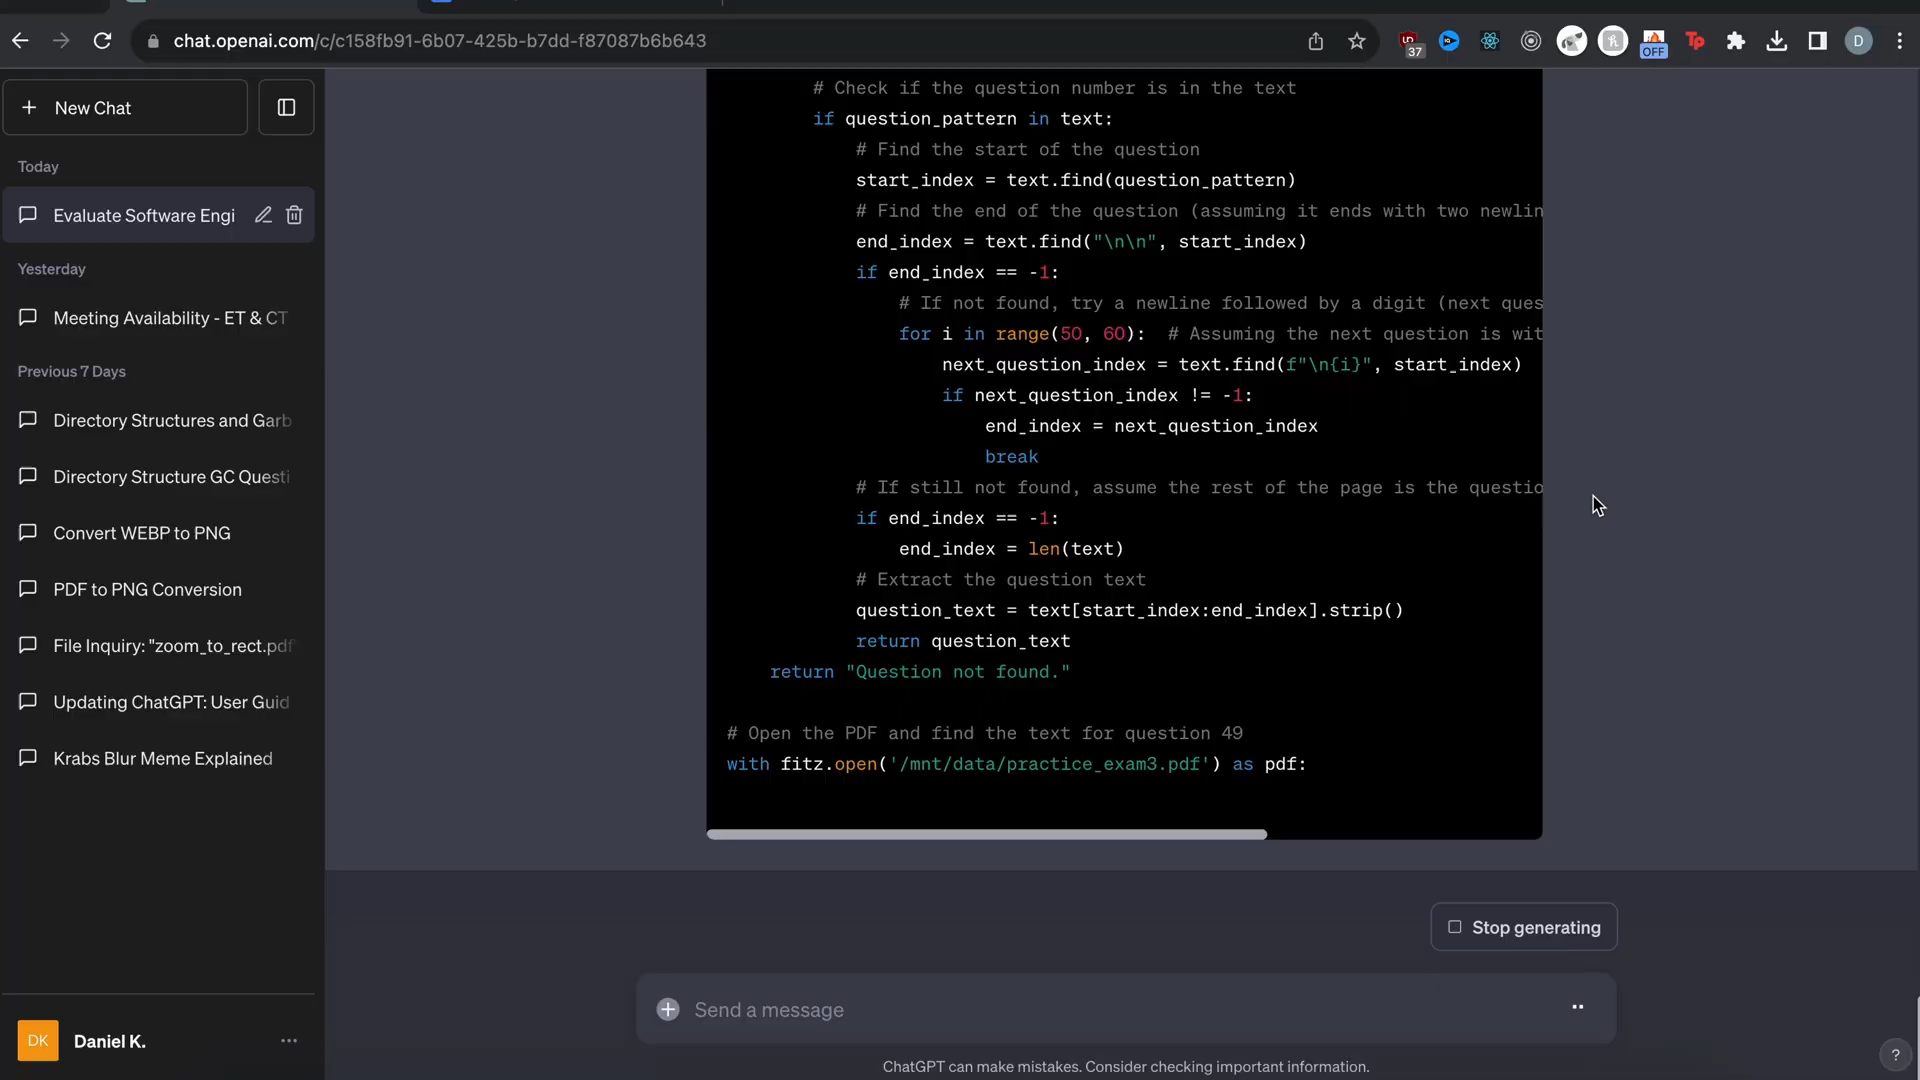 chat.openai.com/c/c158fb91-6b07-425b-b7dd-f87087b6b643
37
OFF
Tp
D
New Chat
Today
Evaluate Software Engi
Yesterday
Meeting Availability - ET & CT
Previous 7 Days
Directory Structures and Garb
Directory Structure GC Questi
Convert WEBP to PNG
PDF to PNG Conversion
File Inquiry: "zoom_to_rect.pdf"
Updating ChatGPT: User Guid
Krabs Blur Meme Explained
DK
Daniel K.
# Check if the question number is in the text
if question_pattern in text:
# Find the start of the question
start_index = text.find(question_pattern)
# Find the end of the question (assuming it ends with two newlin
end_index = text.find("\n\n", start_index)
if end_index == -1:
# If not found, try a newline followed by a digit (next ques
for i in range(50, 60):  # Assuming the next question is wit
next_question_index = text.find(f"\n{i}", start_index)
if next_question_index != -1:
end_index = next_question_index
break
# If still not found, assume the rest of the page is the questio
if end_index == -1:
end_index = len(text)
# Extract the question text
question_text = text[start_index:end_index].strip()
return question_text
return "Question not found."
# Open the PDF and find the text for question 49
with fitz.open('/mnt/data/practice_exam3.pdf') as pdf:
Stop generating
Send a message
ChatGPT can make mistakes. Consider checking important information.
?